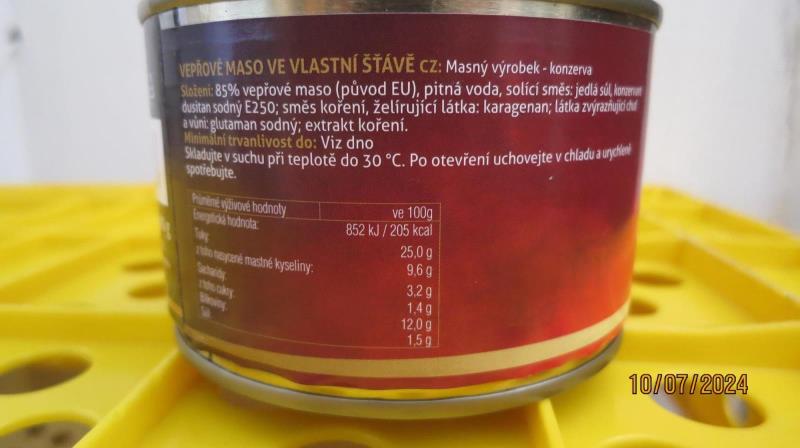 VEPŘOVÉ MASO VE VLASTNÍ ŠŤÁVĚ CZ: Masný výrobek - konzerva
Složení: 85% vepřové maso (původ EU), pitná voda, solící směs: jedlá sůl, konzervant
dusitan sodný E250; směs koření, želírující látka: karagenan; látka zvýrazňující chuť
a vůni: glutaman sodný; extrakt koření.
Minimální trvanlivost do: Viz dno
Skladujte v suchu při teplotě do 30 °C. Po otevření uchovejte v chladu a urychleně
spotřebujte.
Průměrné výživové hodnoty ve 100g
Energetická hodnota: 852 kJ / 205 kcal
Tuky: 25,0 g
z toho nasycené mastné kyseliny: 9,6 g
Sacharidy: 3,2 g
z toho cukry: 1,4 g
Bílkoviny: 12,0 g
Sůl: 1,5 g
10/07/2024